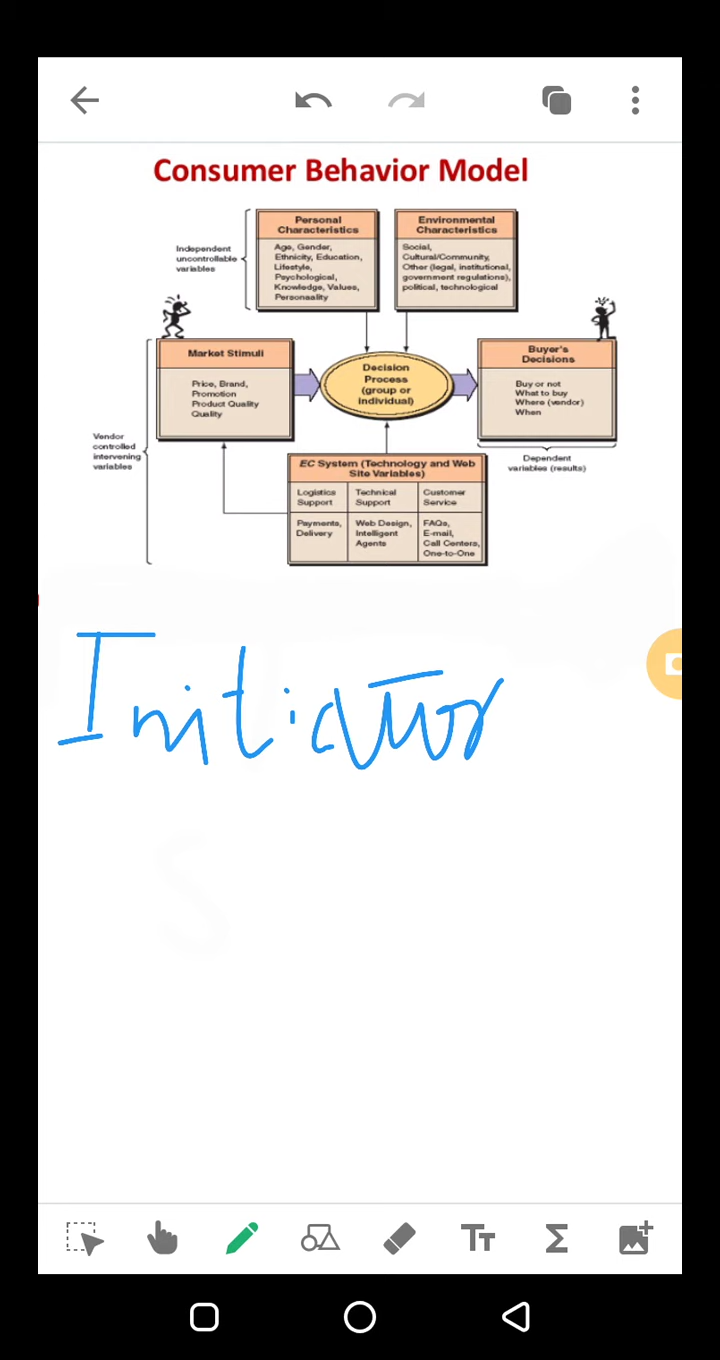 Consumer Behavior Model
Independent
uncontrollable
variables
Personal
Characteristics
Age, Gender,
Ethnicity, Education,
Lifestyle,
Psychological,
Knowledge, Values,
Personaality
Environmental
Characteristics
Social,
Cultural/Community,
Other (legal, institutional,
government regulations),
political, technological
Vendor
controlled
intervening
variables
Market Stimuli
Price, Brand,
Promotion
Product Quality
Quality
Decision
Process
(group or
individual)
Buyer's
Decisions
Buy or not
What to buy
Where (vendor)
When
Dependent
variables (results)
EC System (Technology and Web
Site Variables)
Logistics
Support
Technical
Support
Customer
Service
Payments,
Delivery
Web Design,
Intelligent
Agents
FAQs,
E-mail,
Call Centers,
One-to-One
Initiator
S
TT
Σ